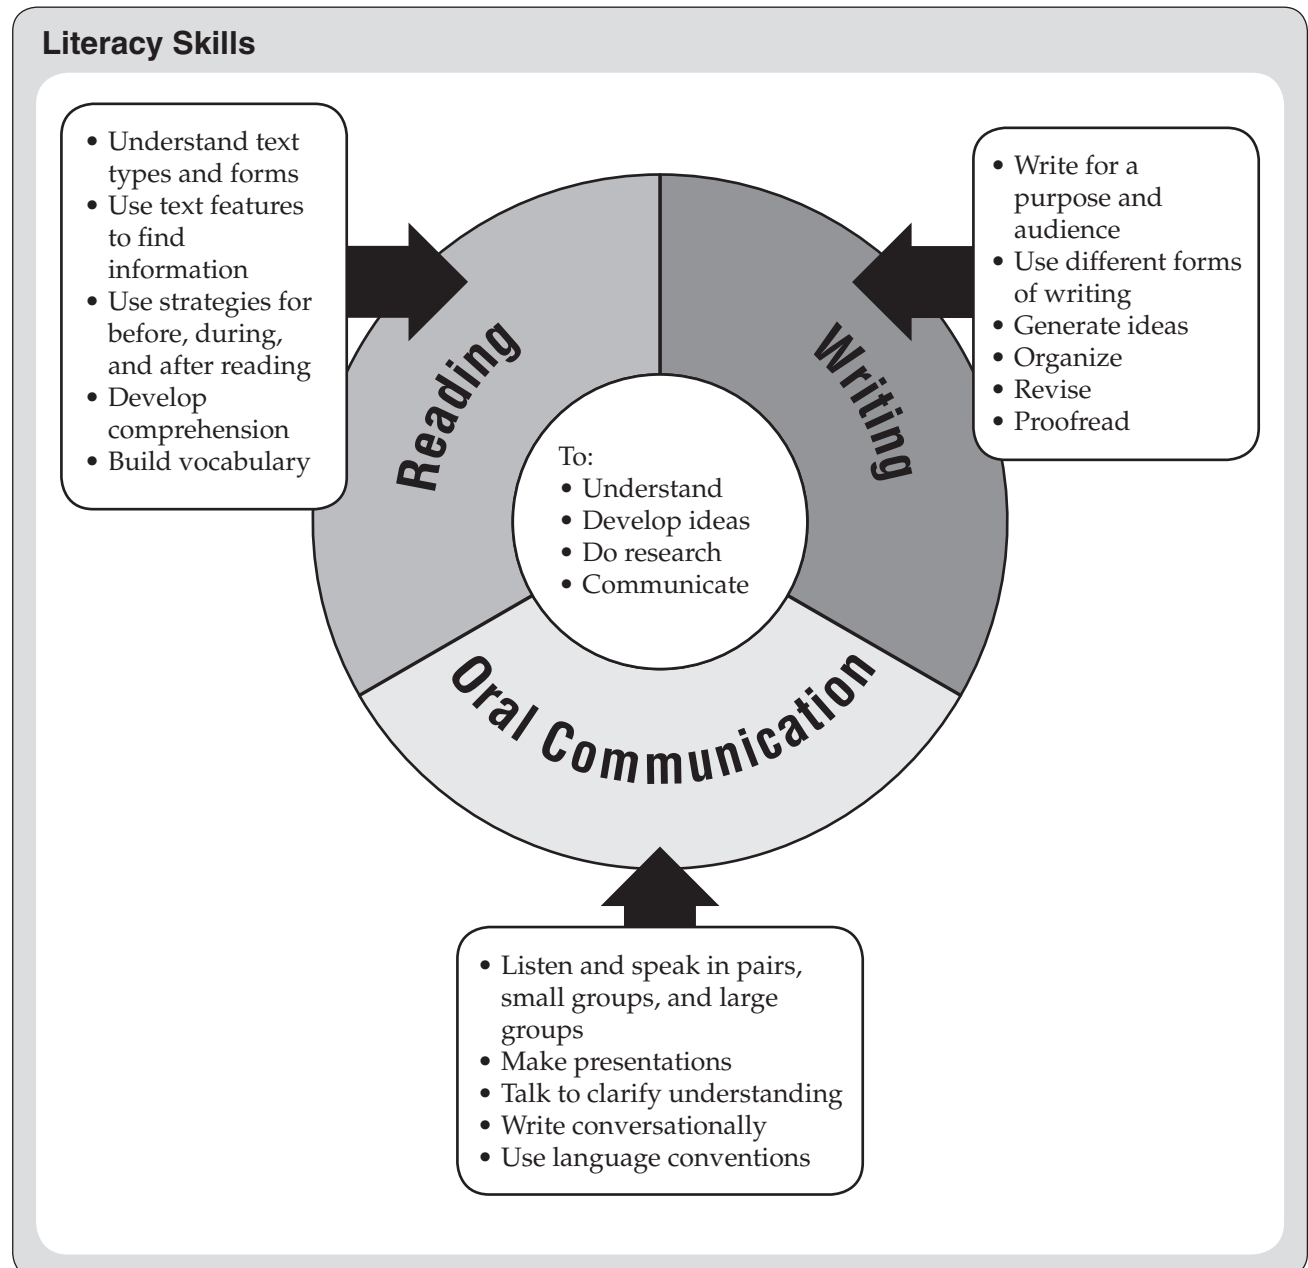 Literacy Skills
• Understand text
types and forms
• Use text features
to find
information
• Use strategies for
before, during,
and after reading
• Develop
comprehension
• Build vocabulary
• Write for a
purpose and
audience
• Use different forms
of writing
• Generate ideas
• Organize
• Revise
• Proofread
Reading
Writing
To:
• Understand
• Develop ideas
• Do research
• Communicate
Oral Communication
• Listen and speak in pairs,
small groups, and large
groups
• Make presentations
• Talk to clarify understanding
• Write conversationally
• Use language conventions